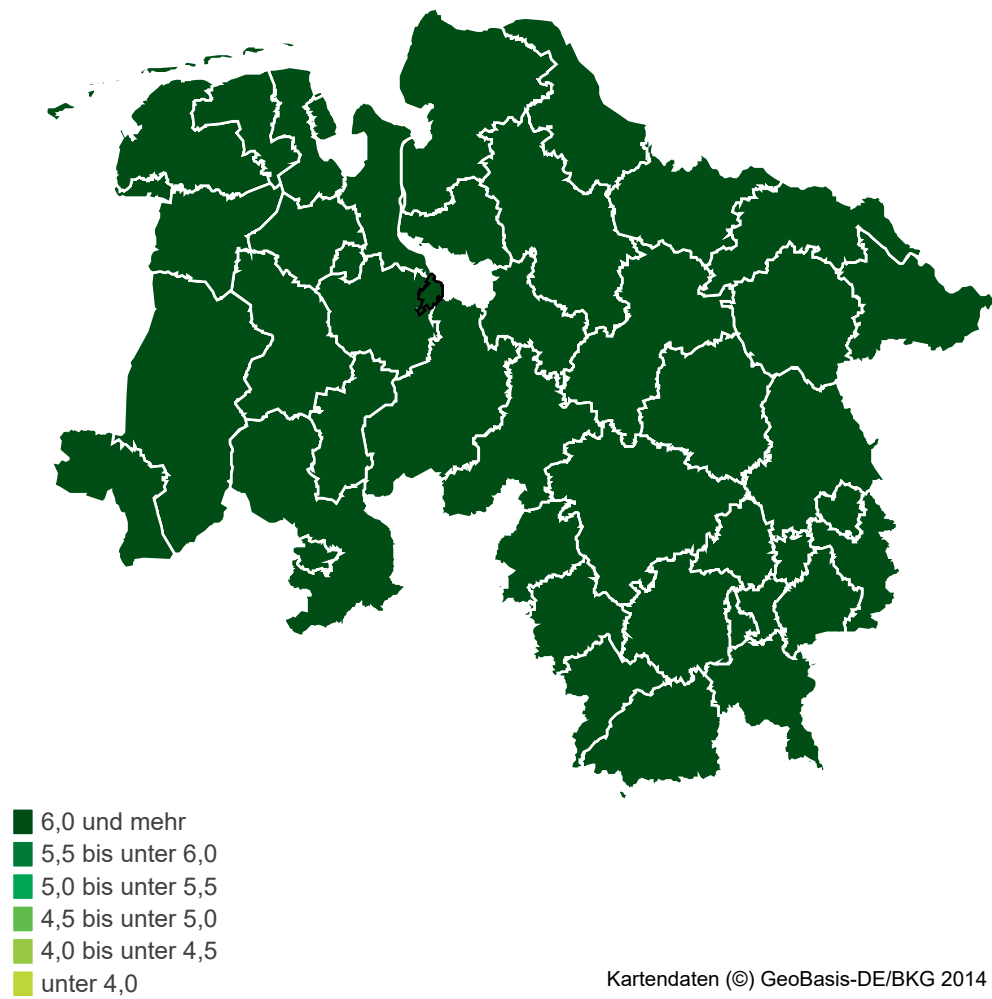 6,0 und mehr
5,5 bis unter 6,0
5,0 bis unter 5,5
4,5 bis unter 5,0
4,0 bis unter 4,5
unter 4,0
Kartendaten (©) GeoBasis-DE/BKG 2014